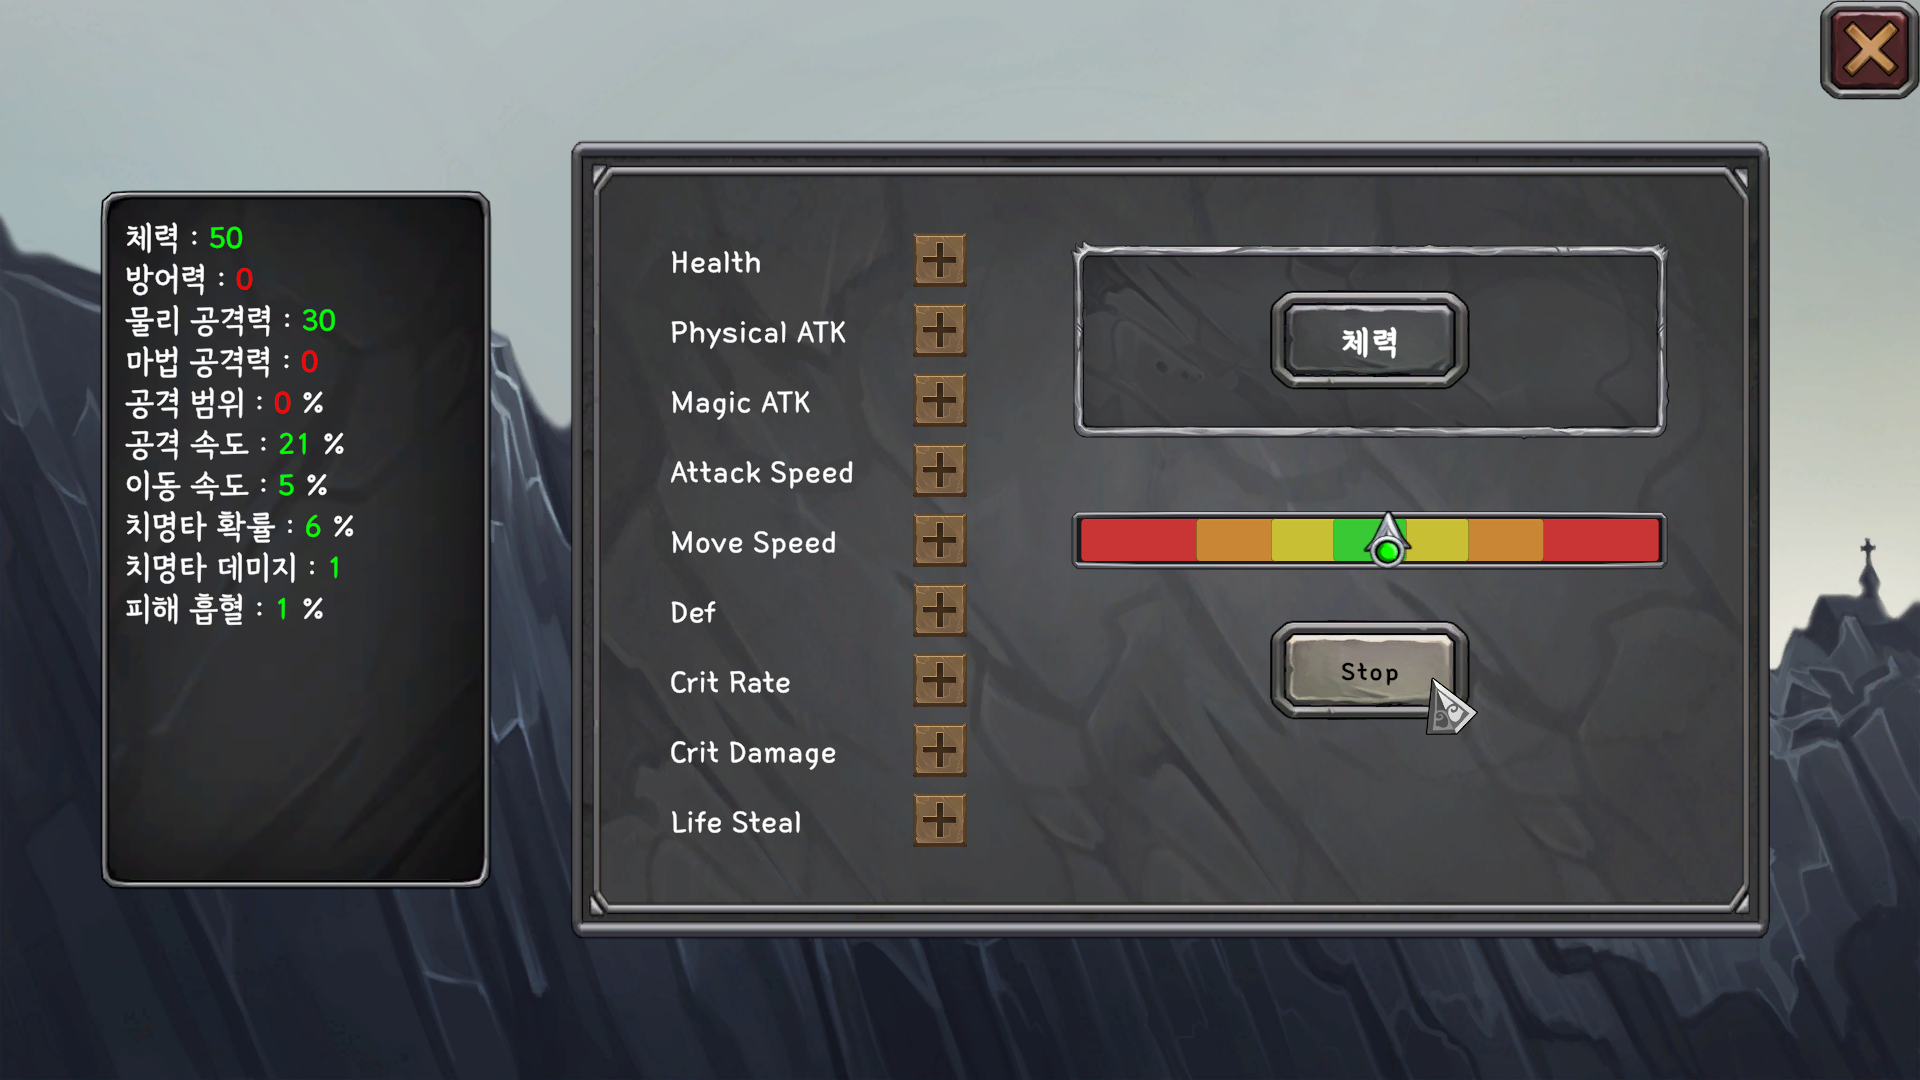 체력 : 50
방어력 : 0
물리 공격력 : 30
마법 공격력 : 0
공격 범위 : 0 %
공격 속도 : 21 %
이동 속도 : 5 %
치명타 확률 : 6 %
치명타 데미지 : 1
피해 흡혈 : 1 %
Health
Physical ATK
Magic ATK
Attack Speed
Move Speed
Def
Crit Rate
Crit Damage
Life Steal
체력
Stop